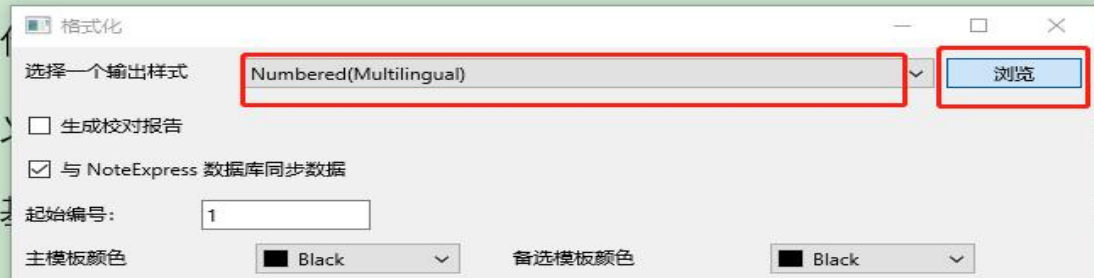 格式化
选择一个输出样式 Numbered(Multilingual) 浏览
生成校对报告
与 NoteExpress 数据库同步数据
起始编号: 1
主模板颜色 Black 备选模板颜色 Black